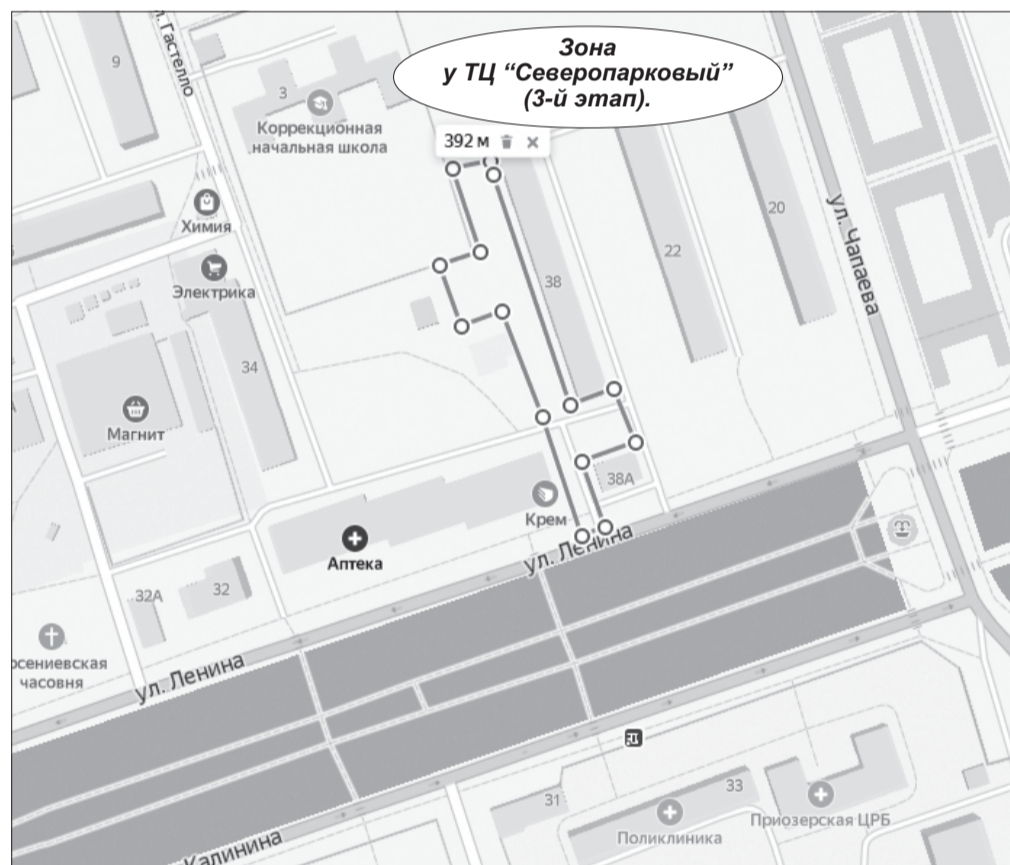 Зона
у ТЦ “Северопарковый”
(3-й этап).
л. Гастелло
9
3
Коррекционная
начальная школа
392 м
Химия
Электрика
ул. Чапаева
20
22
38
34
Магнит
38А
Крем
Аптека
ул. Ленина
32А
32
рсениевская
часовня
ул. Ленина
31
33
Поликлиника
Приозерская ЦРБ
Калинина